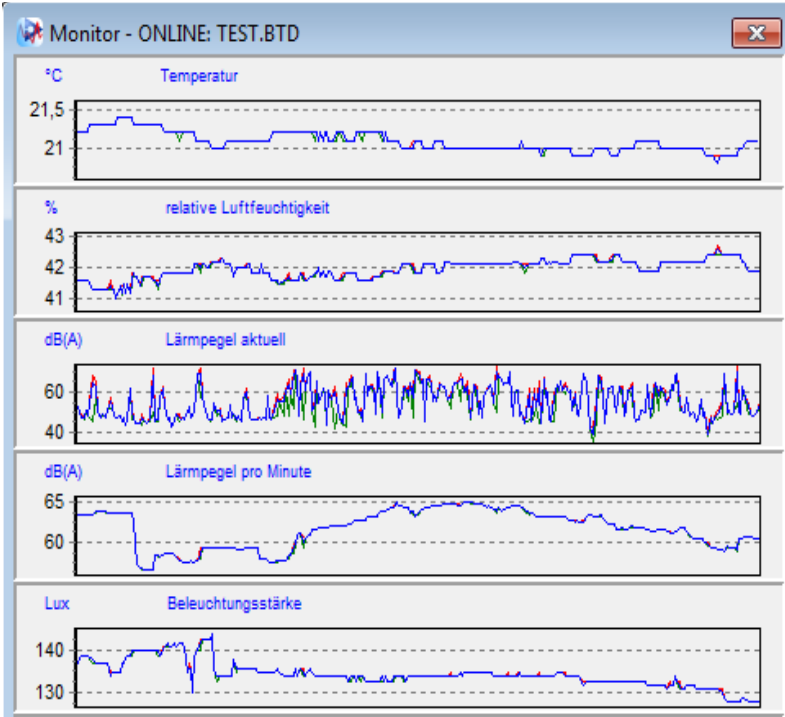 Monitor - ONLINE: TEST.BTD
°C Temperatur
21,5
21
% relative Luftfeuchtigkeit
43
42
41
dB(A) Lärmpegel aktuell
60
40
dB(A) Lärmpegel pro Minute
65
60
Lux Beleuchtungsstärke
140
130